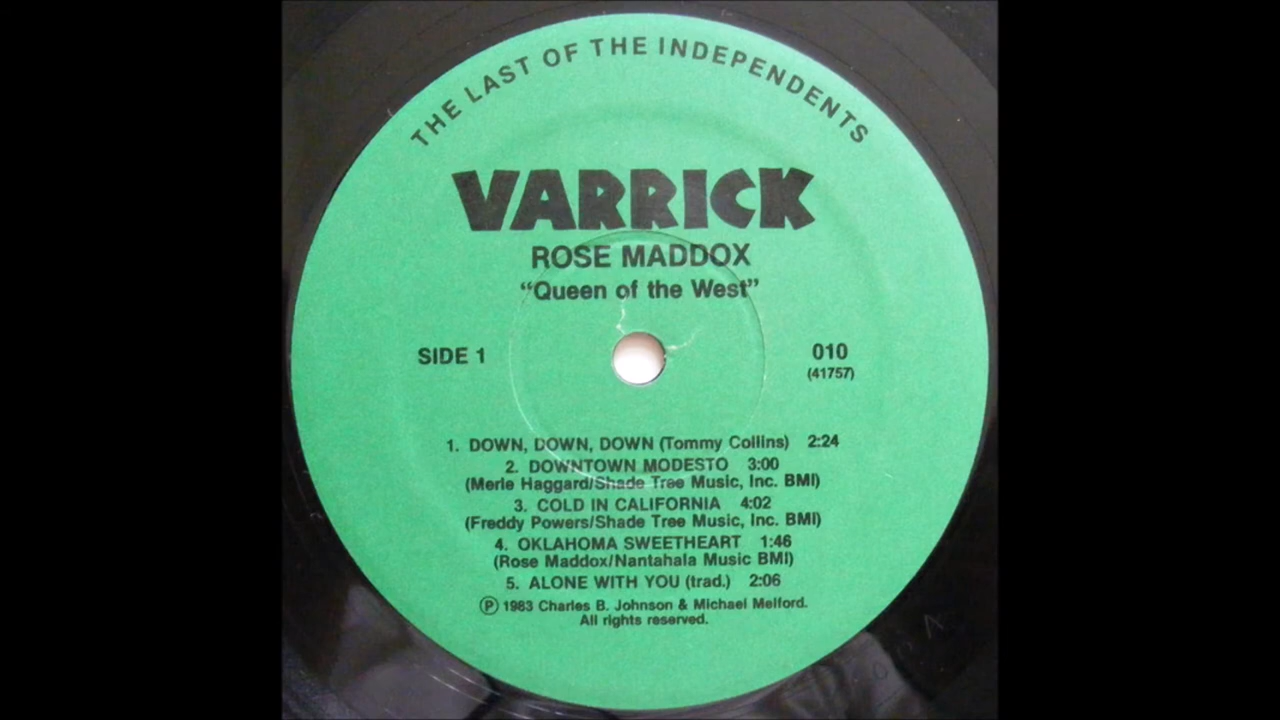 THE LAST OF THE INDEPENDENTS
VARRICK
ROSE MADDOX
“Queen of the West”
SIDE 1
010
(41757)
1. DOWN, DOWN, DOWN (Tommy Collins) 2:24
2. DOWNTOWN MODESTO 3:00
(Merle Haggard/Shade Tree Music, Inc. BMI)
3. COLD IN CALIFORNIA 4:02
(Freddy Powers/Shade Tree Music, Inc. BMI)
4. OKLAHOMA SWEETHEART 1:46
(Rose Maddox/Nantahala Music BMI)
5. ALONE WITH YOU (trad.) 2:06
Ⓟ 1983 Charles B. Johnson & Michael Melford.
All rights reserved.